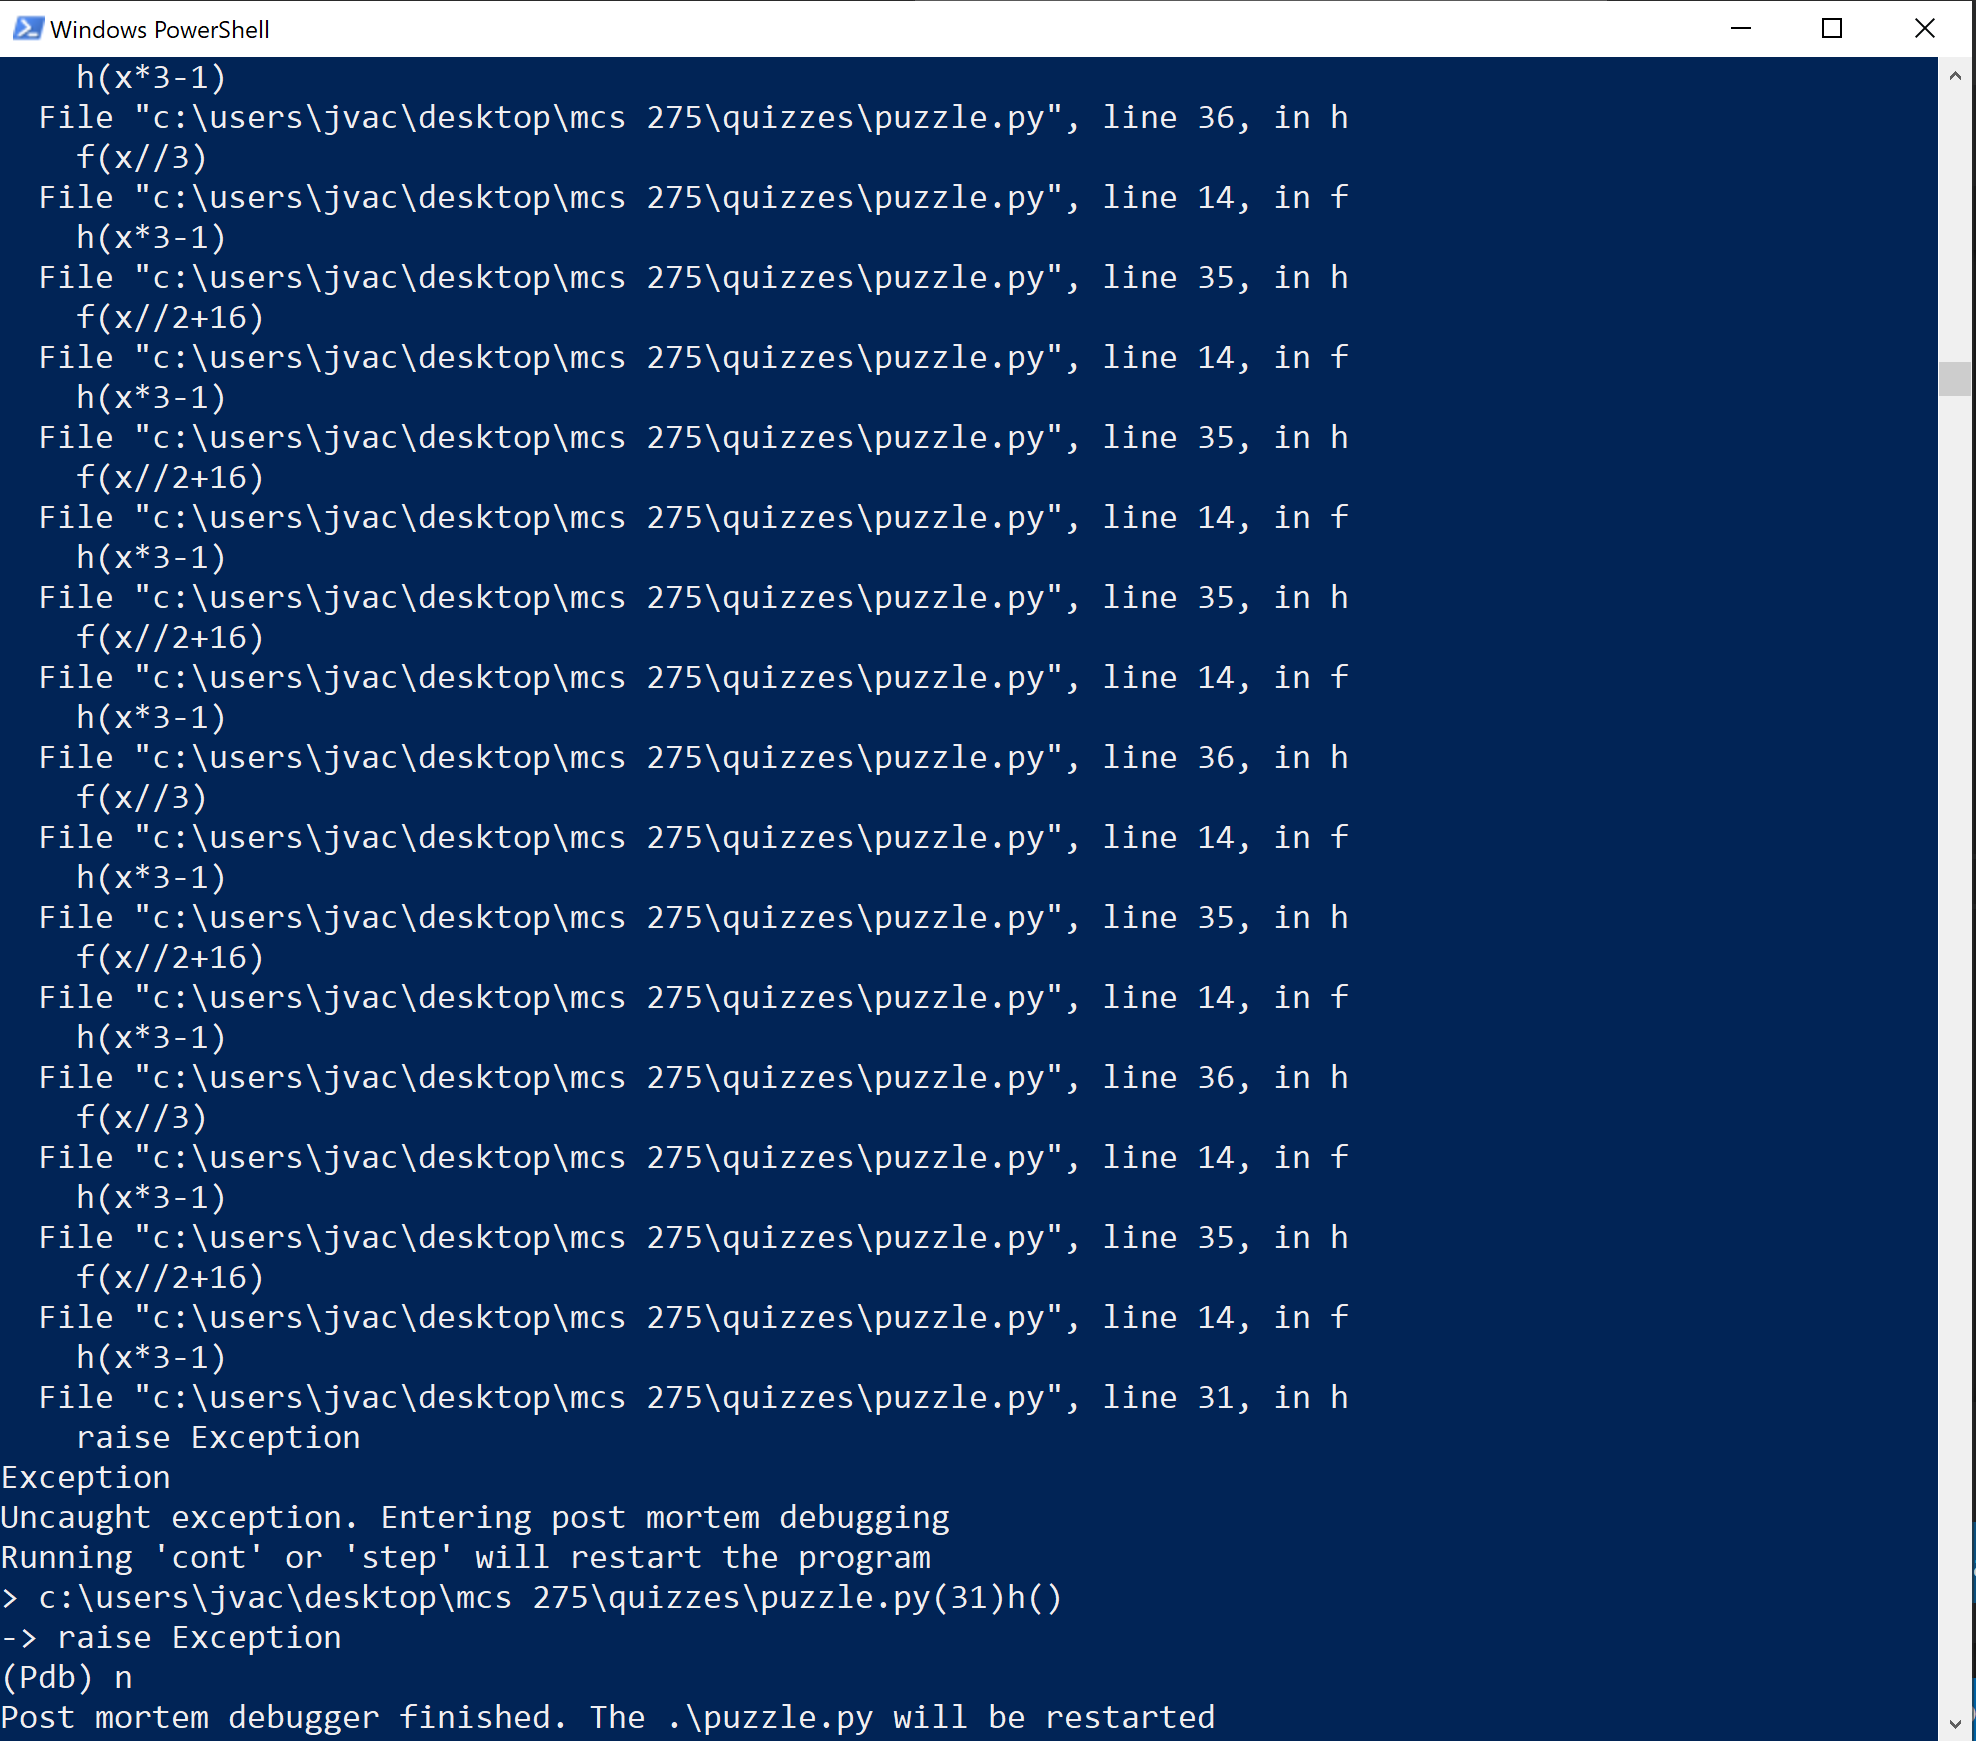 Windows PowerShell
    h(x*3-1)
  File "c:\users\jvac\desktop\mcs 275\quizzes\puzzle.py", line 36, in h
    f(x//3)
  File "c:\users\jvac\desktop\mcs 275\quizzes\puzzle.py", line 14, in f
    h(x*3-1)
  File "c:\users\jvac\desktop\mcs 275\quizzes\puzzle.py", line 35, in h
    f(x//2+16)
  File "c:\users\jvac\desktop\mcs 275\quizzes\puzzle.py", line 14, in f
    h(x*3-1)
  File "c:\users\jvac\desktop\mcs 275\quizzes\puzzle.py", line 35, in h
    f(x//2+16)
  File "c:\users\jvac\desktop\mcs 275\quizzes\puzzle.py", line 14, in f
    h(x*3-1)
  File "c:\users\jvac\desktop\mcs 275\quizzes\puzzle.py", line 35, in h
    f(x//2+16)
  File "c:\users\jvac\desktop\mcs 275\quizzes\puzzle.py", line 14, in f
    h(x*3-1)
  File "c:\users\jvac\desktop\mcs 275\quizzes\puzzle.py", line 36, in h
    f(x//3)
  File "c:\users\jvac\desktop\mcs 275\quizzes\puzzle.py", line 14, in f
    h(x*3-1)
  File "c:\users\jvac\desktop\mcs 275\quizzes\puzzle.py", line 35, in h
    f(x//2+16)
  File "c:\users\jvac\desktop\mcs 275\quizzes\puzzle.py", line 14, in f
    h(x*3-1)
  File "c:\users\jvac\desktop\mcs 275\quizzes\puzzle.py", line 36, in h
    f(x//3)
  File "c:\users\jvac\desktop\mcs 275\quizzes\puzzle.py", line 14, in f
    h(x*3-1)
  File "c:\users\jvac\desktop\mcs 275\quizzes\puzzle.py", line 35, in h
    f(x//2+16)
  File "c:\users\jvac\desktop\mcs 275\quizzes\puzzle.py", line 14, in f
    h(x*3-1)
  File "c:\users\jvac\desktop\mcs 275\quizzes\puzzle.py", line 31, in h
    raise Exception
Exception
Uncaught exception. Entering post mortem debugging
Running 'cont' or 'step' will restart the program
> c:\users\jvac\desktop\mcs 275\quizzes\puzzle.py(31)h()
-> raise Exception
(Pdb) n
Post mortem debugger finished. The .\puzzle.py will be restarted